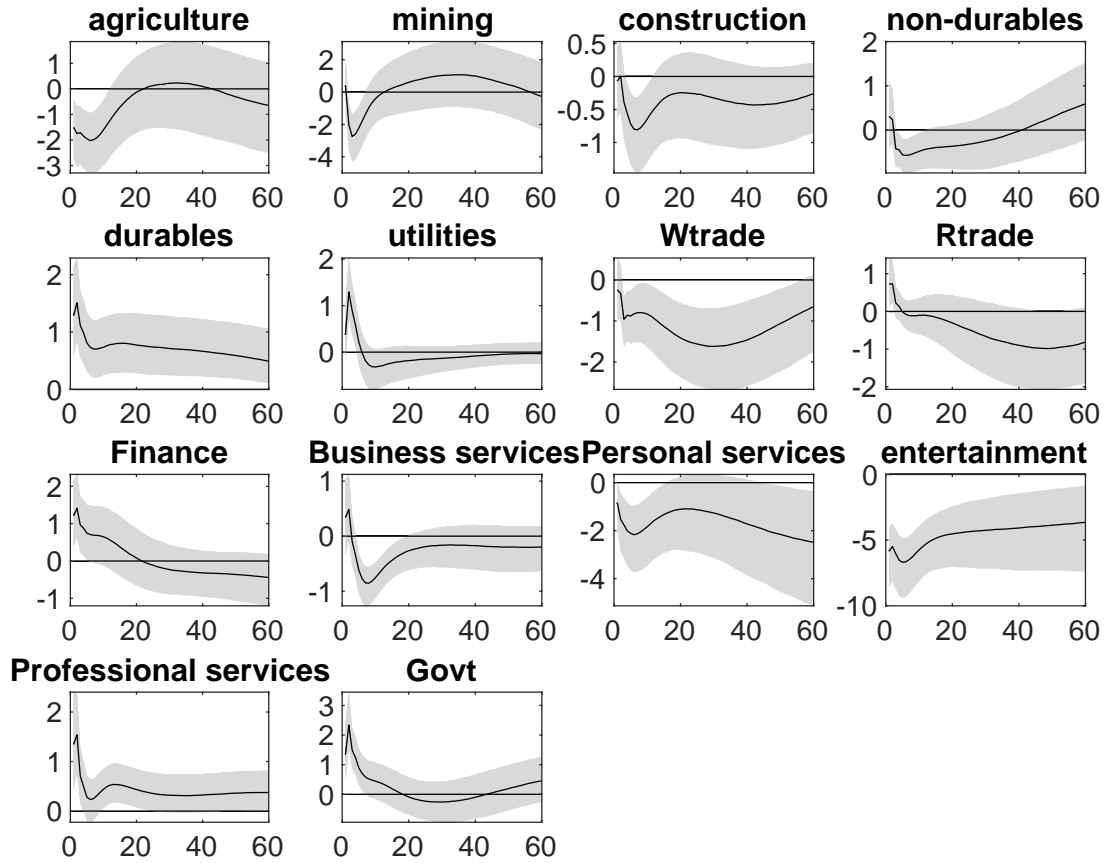 agriculture mining construction non-durables
1 0 -1 -2 -3
2 0 -2 -4
0.5 0 -0.5 -1
2 1 0
0 20 40 60 0 20 40 60 0 20 40 60 0 20 40 60
durables utilities Wtrade Rtrade
2 1 0
2 1 0
0 -1 -2
1 0 -1 -2
0 20 40 60 0 20 40 60 0 20 40 60 0 20 40 60
Finance Business services Personal services entertainment
2 1 0 -1
1 0 -1
0 -2 -4
0 -5 -10
0 20 40 60 0 20 40 60 0 20 40 60 0 20 40 60
Professional services Govt
2 1 0
3 2 1 0
0 20 40 60 0 20 40 60